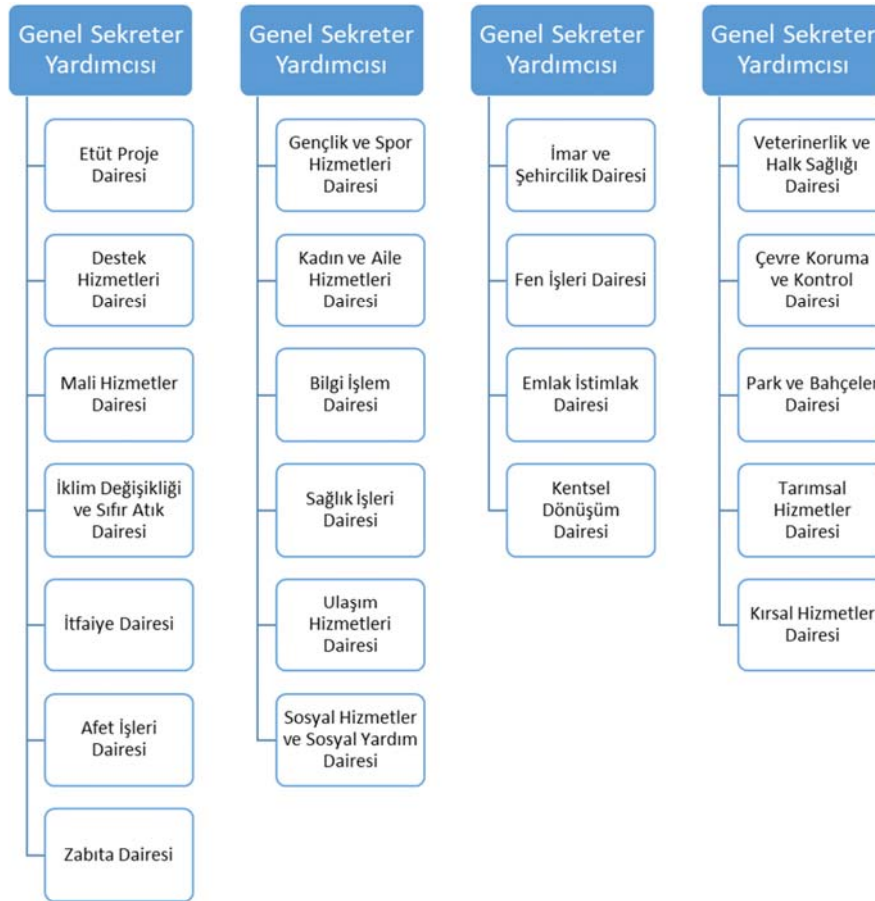 Genel Sekreter
Yardımcısı
Etüt Proje
Dairesi
Destek
Hizmetleri
Dairesi
Mali Hizmetler
Dairesi
İklim Değişikliği
ve Sıfır Atık
Dairesi
İtfaiye Dairesi
Afet İşleri
Dairesi
Zabıta Dairesi
Genel Sekreter
Yardımcısı
Gençlik ve Spor
Hizmetleri
Dairesi
Kadın ve Aile
Hizmetleri
Dairesi
Bilgi İşlem
Dairesi
Sağlık İşleri
Dairesi
Ulaşım
Hizmetleri
Dairesi
Sosyal Hizmetler
ve Sosyal Yardım
Dairesi
Genel Sekreter
Yardımcısı
İmar ve
Şehircilik Dairesi
Fen İşleri Dairesi
Emlak İstimlak
Dairesi
Kentsel
Dönüşüm
Dairesi
Genel Sekreter
Yardımcısı
Veterinerlik ve
Halk Sağlığı
Dairesi
Çevre Koruma
ve Kontrol
Dairesi
Park ve Bahçeler
Dairesi
Tarımsal
Hizmetler
Dairesi
Kırsal Hizmetler
Dairesi